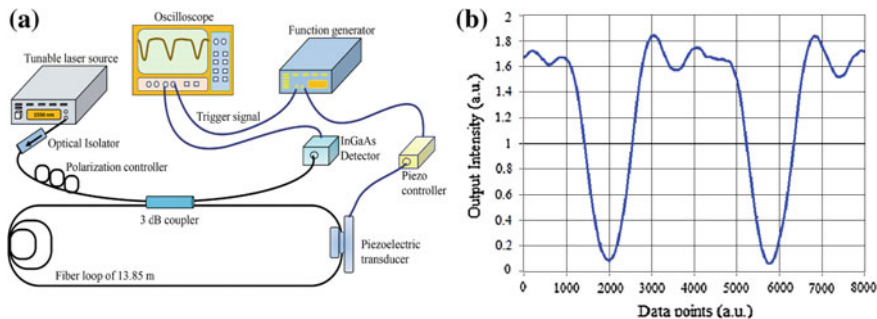 (a)
Oscilloscope
Function generator
Tunable laser source
1550 nm
Trigger signal
Optical Isolator
InGaAs
Detector
Polarization controller
Piezo
controller
3 dB coupler
Piezoelectric
transducer
Fiber loop of 13.85 m
(b)
Output Intensity (a.u.)
2
1.8
1.6
1.4
1.2
1
0.8
0.6
0.4
0.2
0
0 1000 2000 3000 4000 5000 6000 7000 8000
Data points (a.u.)